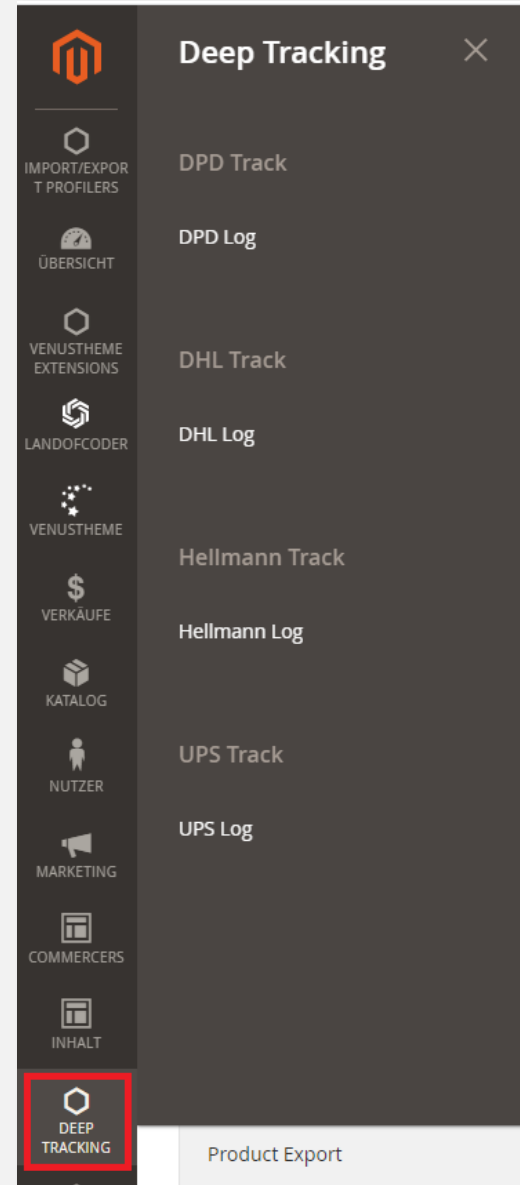 IMPORT/EXPOR
T PROFILERS
ÜBERSICHT
VENUSTHEME
EXTENSIONS
LANDOFCODER
VENUSTHEME
VERKÄUFE
KATALOG
NUTZER
MARKETING
COMMERCERS
INHALT
DEEP
TRACKING
Deep Tracking
DPD Track
DPD Log
DHL Track
DHL Log
Hellmann Track
Hellmann Log
UPS Track
UPS Log
Product Export